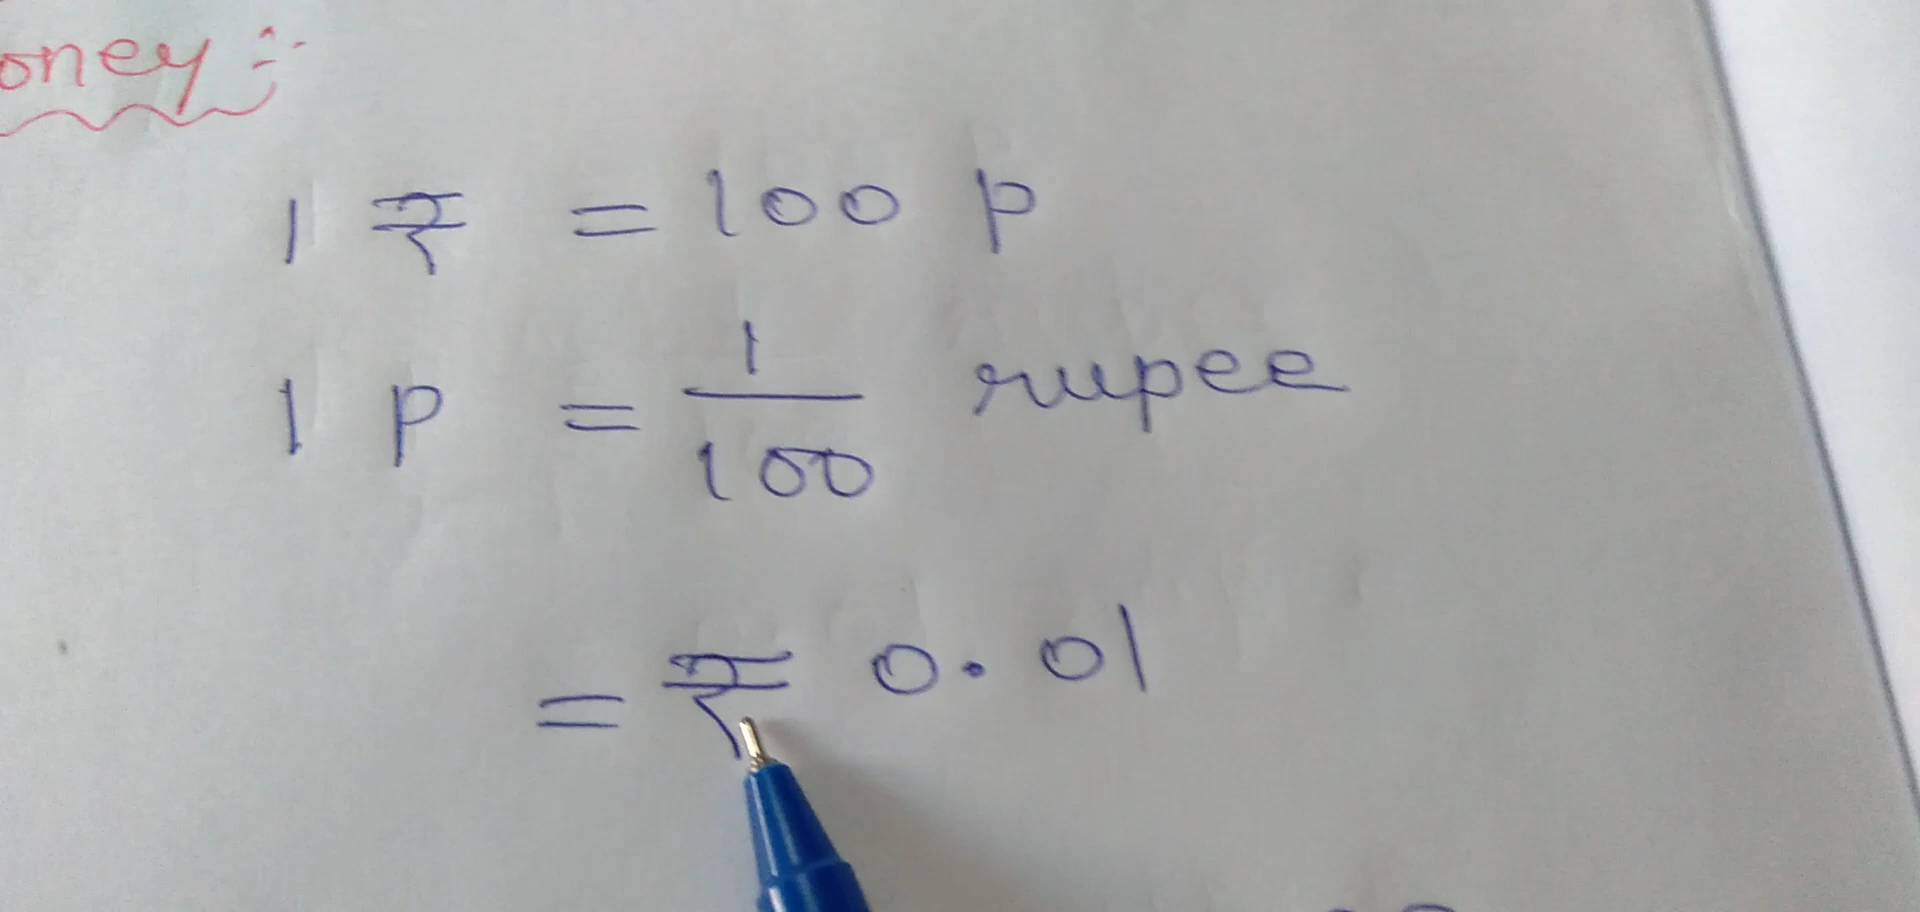 oney :-
1 ₹ = 100 p
1 p = 1/100 rupee
= ₹ 0.01